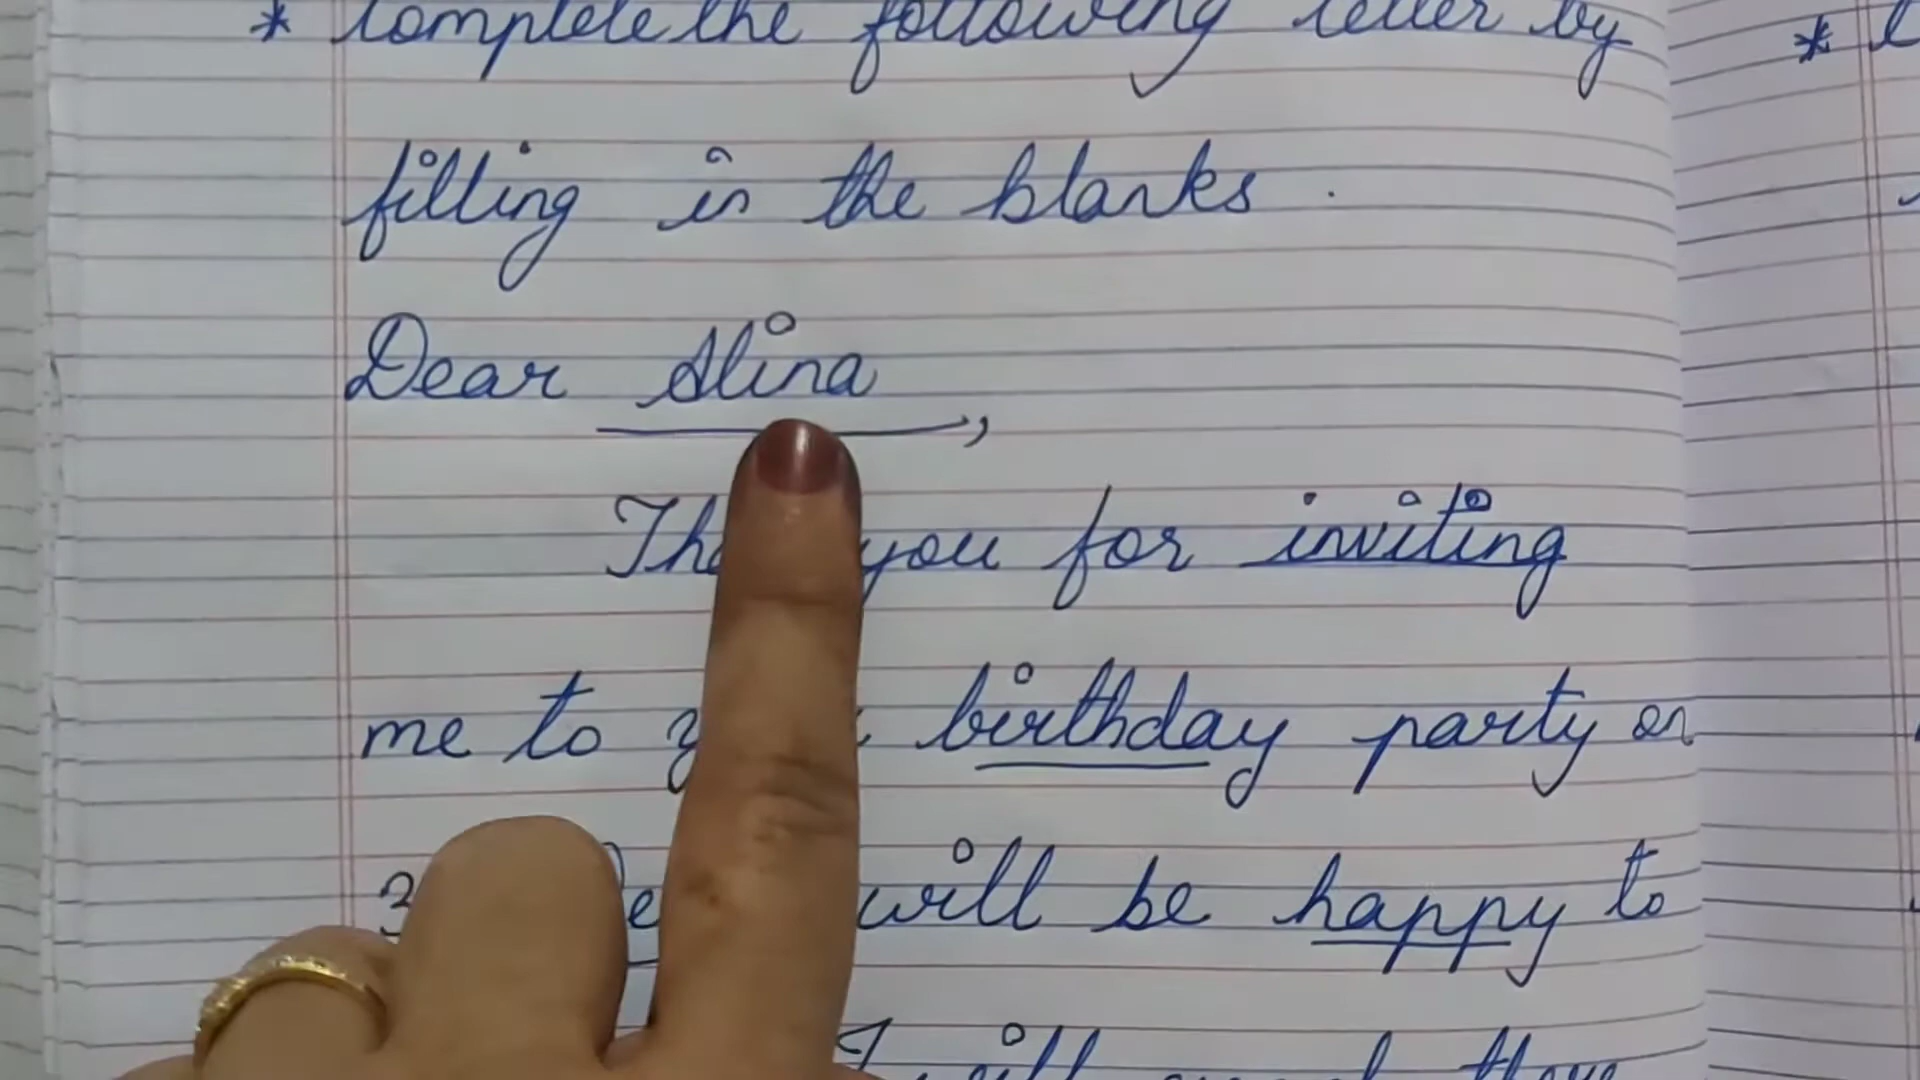 * Complete the following letter by
filling in the blanks.
Dear Alina,
you for inviting
me to birthday party on
will be happy to
I will